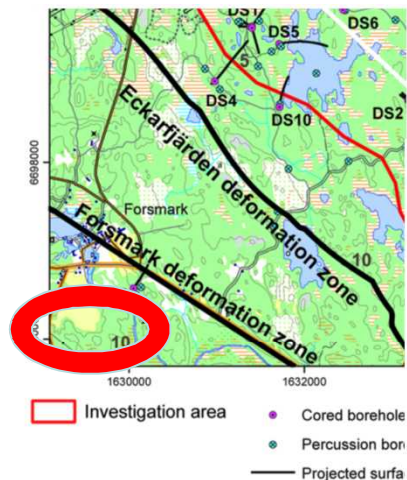 DS1
DS6
DS5
5
DS4
DS10
DS2
Eckarfjärden deformation zone
6698000
Forsmark
Forsmark deformation zone
10
10
1630000
1632000
Investigation area
Cored borehole
Percussion bor
Projected surfa